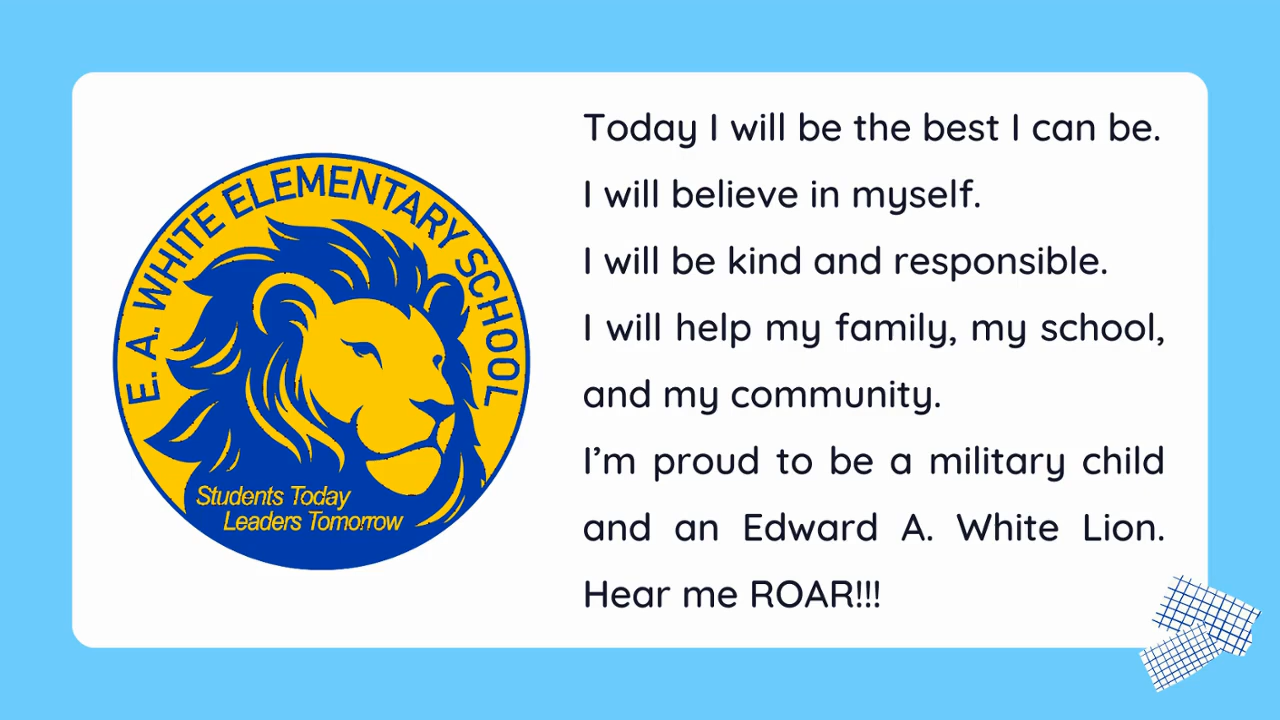 E. A. WHITE ELEMENTARY SCHOOL
Students Today
Leaders Tomorrow
Today I will be the best I can be.
I will believe in myself.
I will be kind and responsible.
I will help my family, my school,
and my community.
I'm proud to be a military child
and an Edward A. White Lion.
Hear me ROAR!!!